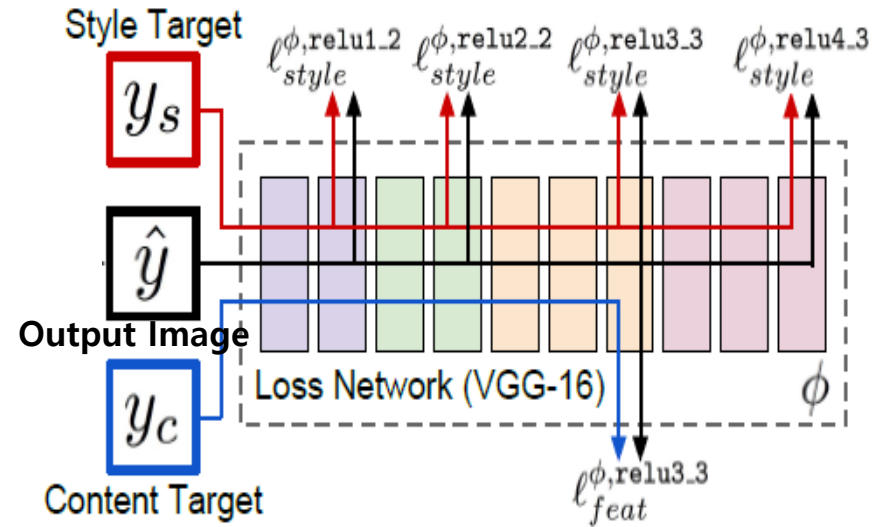 Style Target
ℓ^{ϕ,relu1_2}_{style} ℓ^{ϕ,relu2_2}_{style} ℓ^{ϕ,relu3_3}_{style} ℓ^{ϕ,relu4_3}_{style}
y_s
ŷ
Output Image
y_c
Loss Network (VGG-16)
ϕ
Content Target
ℓ^{ϕ,relu3_3}_{feat}